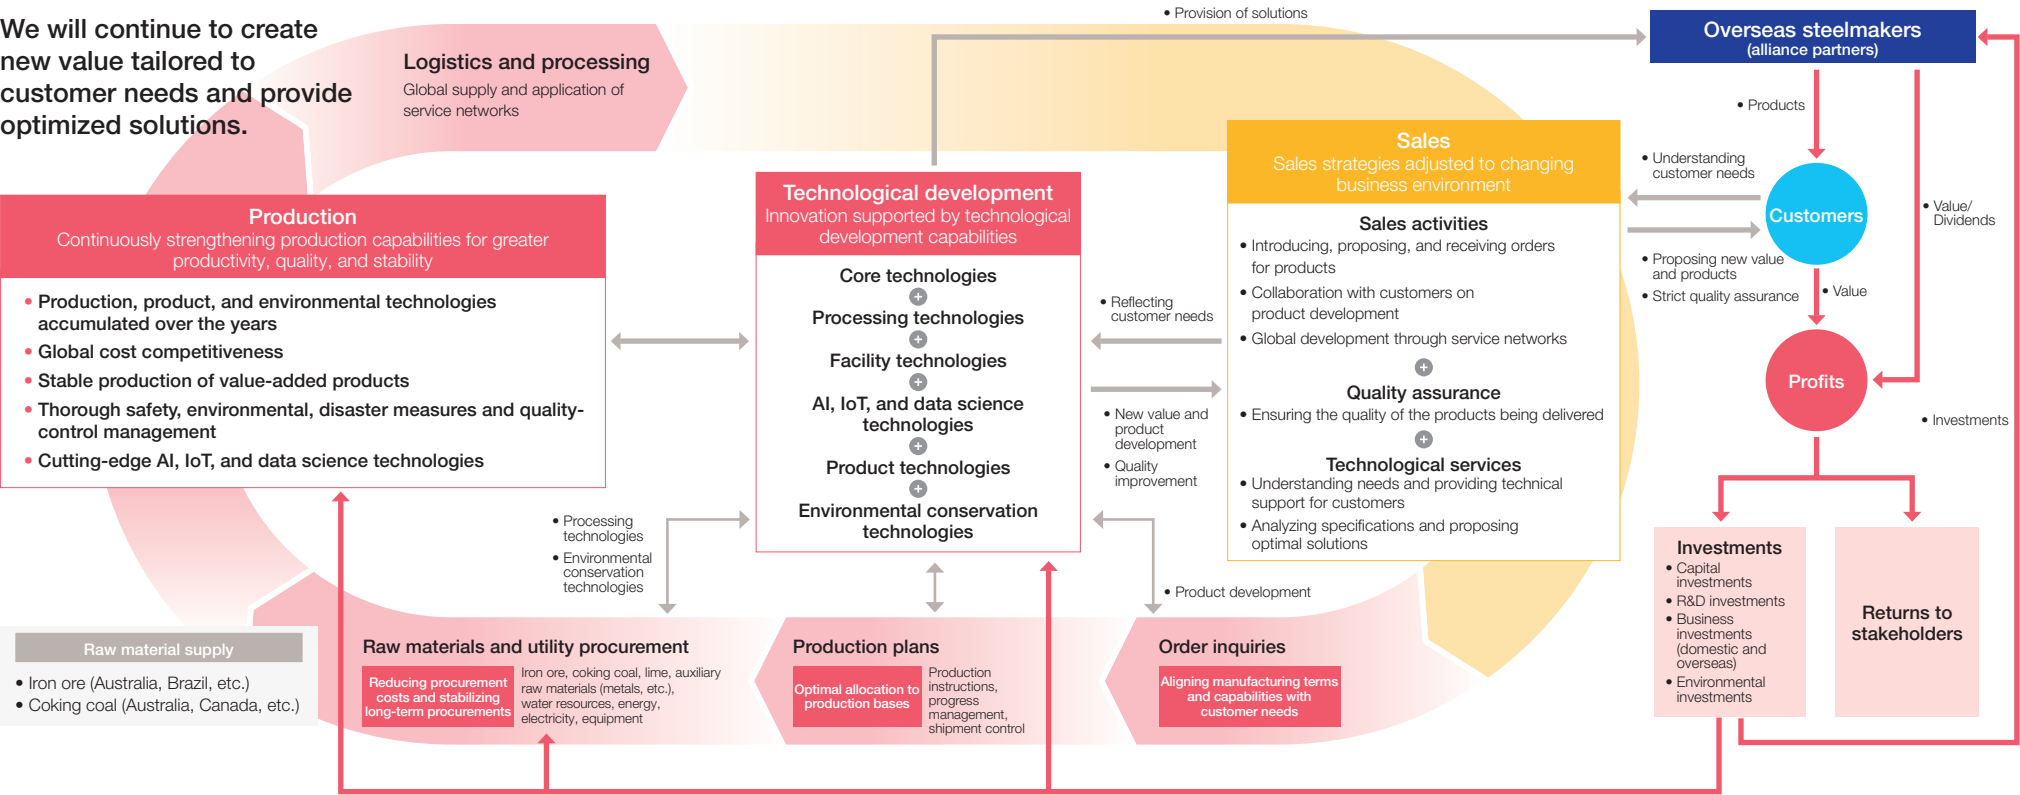 We will continue to create
new value tailored to
customer needs and provide
optimized solutions.
Logistics and processing
Global supply and application of
service networks
• Provision of solutions
Overseas steelmakers
(alliance partners)
• Products
• Understanding
customer needs
Customers
• Value/
Dividends
• Proposing new value
and products
• Strict quality assurance
• Value
Profits
• Investments
Production
Continuously strengthening production capabilities for greater
productivity, quality, and stability
• Production, product, and environmental technologies
accumulated over the years
• Global cost competitiveness
• Stable production of value-added products
• Thorough safety, environmental, disaster measures and quality-
control management
• Cutting-edge AI, IoT, and data science technologies
Technological development
Innovation supported by technological
development capabilities
Core technologies
+
Processing technologies
+
Facility technologies
+
AI, IoT, and data science
technologies
+
Product technologies
+
Environmental conservation
technologies
• Reflecting
customer needs
• New value and
product
development
• Quality
improvement
Sales
Sales strategies adjusted to changing
business environment
Sales activities
• Introducing, proposing, and receiving orders
for products
• Collaboration with customers on
product development
• Global development through service networks
+
Quality assurance
• Ensuring the quality of the products being delivered
+
Technological services
• Understanding needs and providing technical
support for customers
• Analyzing specifications and proposing
optimal solutions
• Processing
technologies
• Environmental
conservation
technologies
• Product development
Raw material supply
• Iron ore (Australia, Brazil, etc.)
• Coking coal (Australia, Canada, etc.)
Raw materials and utility procurement
Reducing procurement
costs and stabilizing
long-term procurements
Iron ore, coking coal, lime, auxiliary
raw materials (metals, etc.),
water resources, energy,
electricity, equipment
Production plans
Optimal allocation to
production bases
Production
instructions,
progress
management,
shipment control
Order inquiries
Aligning manufacturing terms
and capabilities with
customer needs
Investments
• Capital
investments
• R&D investments
• Business
investments
(domestic and
overseas)
• Environmental
investments
Returns to
stakeholders